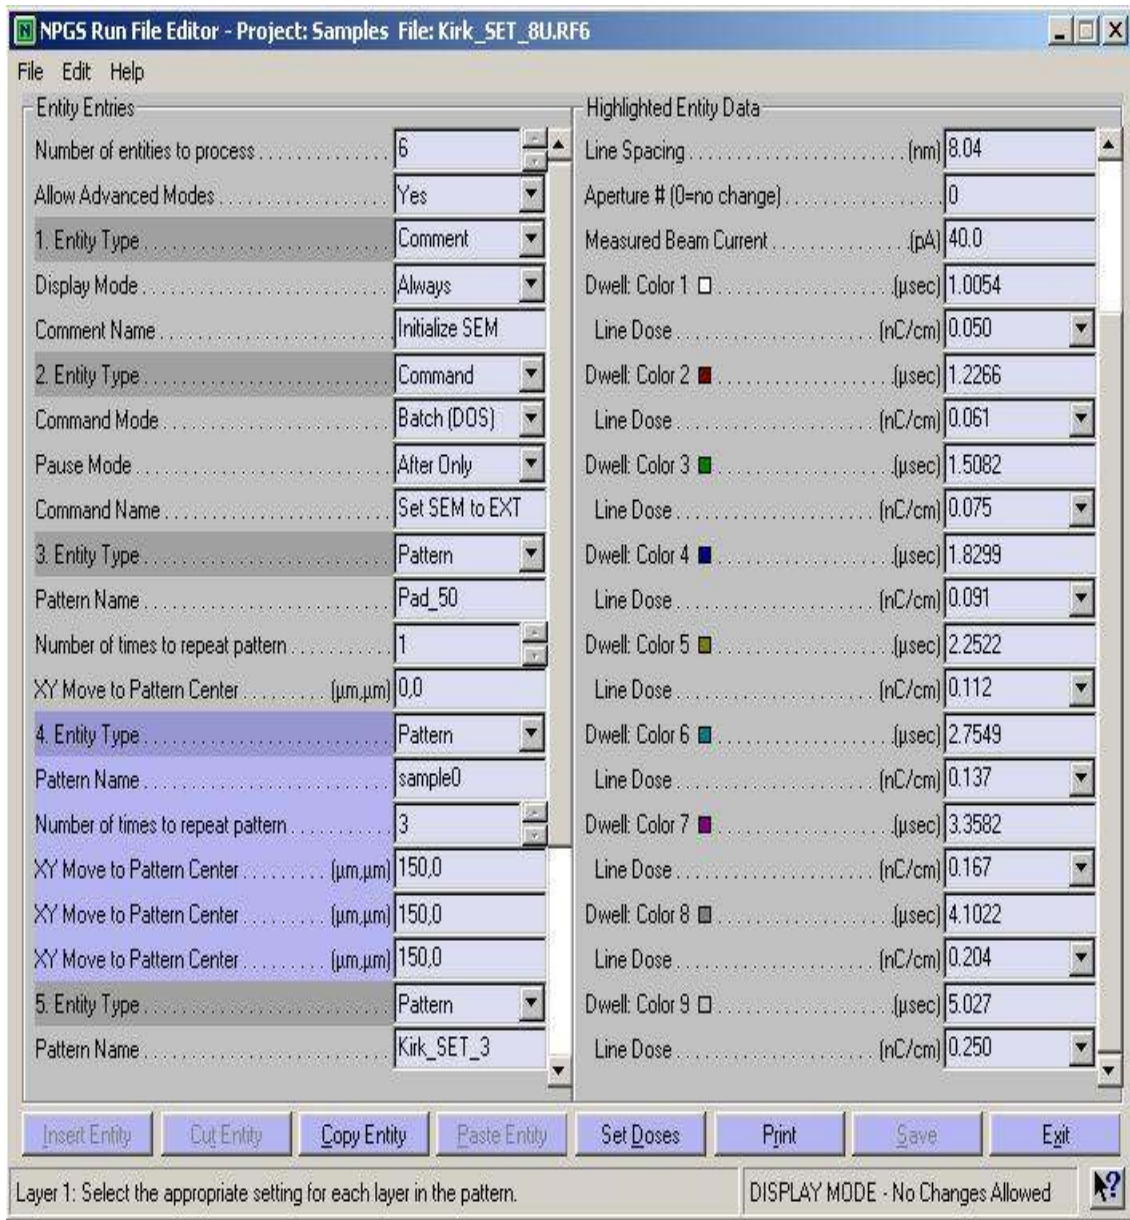 NPGS Run File Editor - Project: Samples File: Kirk_SET_8U.RF6
File Edit Help
Entity Entries
Number of entities to process 6
Allow Advanced Modes Yes
1. Entity Type Comment
Display Mode Always
Comment Name Initialize SEM
2. Entity Type Command
Command Mode Batch (DOS)
Pause Mode After Only
Command Name Set SEM to EXT
3. Entity Type Pattern
Pattern Name Pad_50
Number of times to repeat pattern 1
XY Move to Pattern Center (µm,µm) 0,0
4. Entity Type Pattern
Pattern Name sample0
Number of times to repeat pattern 3
XY Move to Pattern Center (µm,µm) 150,0
XY Move to Pattern Center (µm,µm) 150,0
XY Move to Pattern Center (µm,µm) 150,0
5. Entity Type Pattern
Pattern Name Kirk_SET_3
Highlighted Entity Data
Line Spacing (nm) 8.04
Aperture # (0=no change) 0
Measured Beam Current (pA) 40.0
Dwell: Color 1 (µsec) 1.0054
Line Dose (nC/cm) 0.050
Dwell: Color 2 (µsec) 1.2266
Line Dose (nC/cm) 0.061
Dwell: Color 3 (µsec) 1.5082
Line Dose (nC/cm) 0.075
Dwell: Color 4 (µsec) 1.8299
Line Dose (nC/cm) 0.091
Dwell: Color 5 (µsec) 2.2522
Line Dose (nC/cm) 0.112
Dwell: Color 6 (µsec) 2.7549
Line Dose (nC/cm) 0.137
Dwell: Color 7 (µsec) 3.3582
Line Dose (nC/cm) 0.167
Dwell: Color 8 (µsec) 4.1022
Line Dose (nC/cm) 0.204
Dwell: Color 9 (µsec) 5.027
Line Dose (nC/cm) 0.250
Insert Entity Cut Entity Copy Entity Paste Entity Set Doses Print Save Exit
Layer 1: Select the appropriate setting for each layer in the pattern. DISPLAY MODE - No Changes Allowed